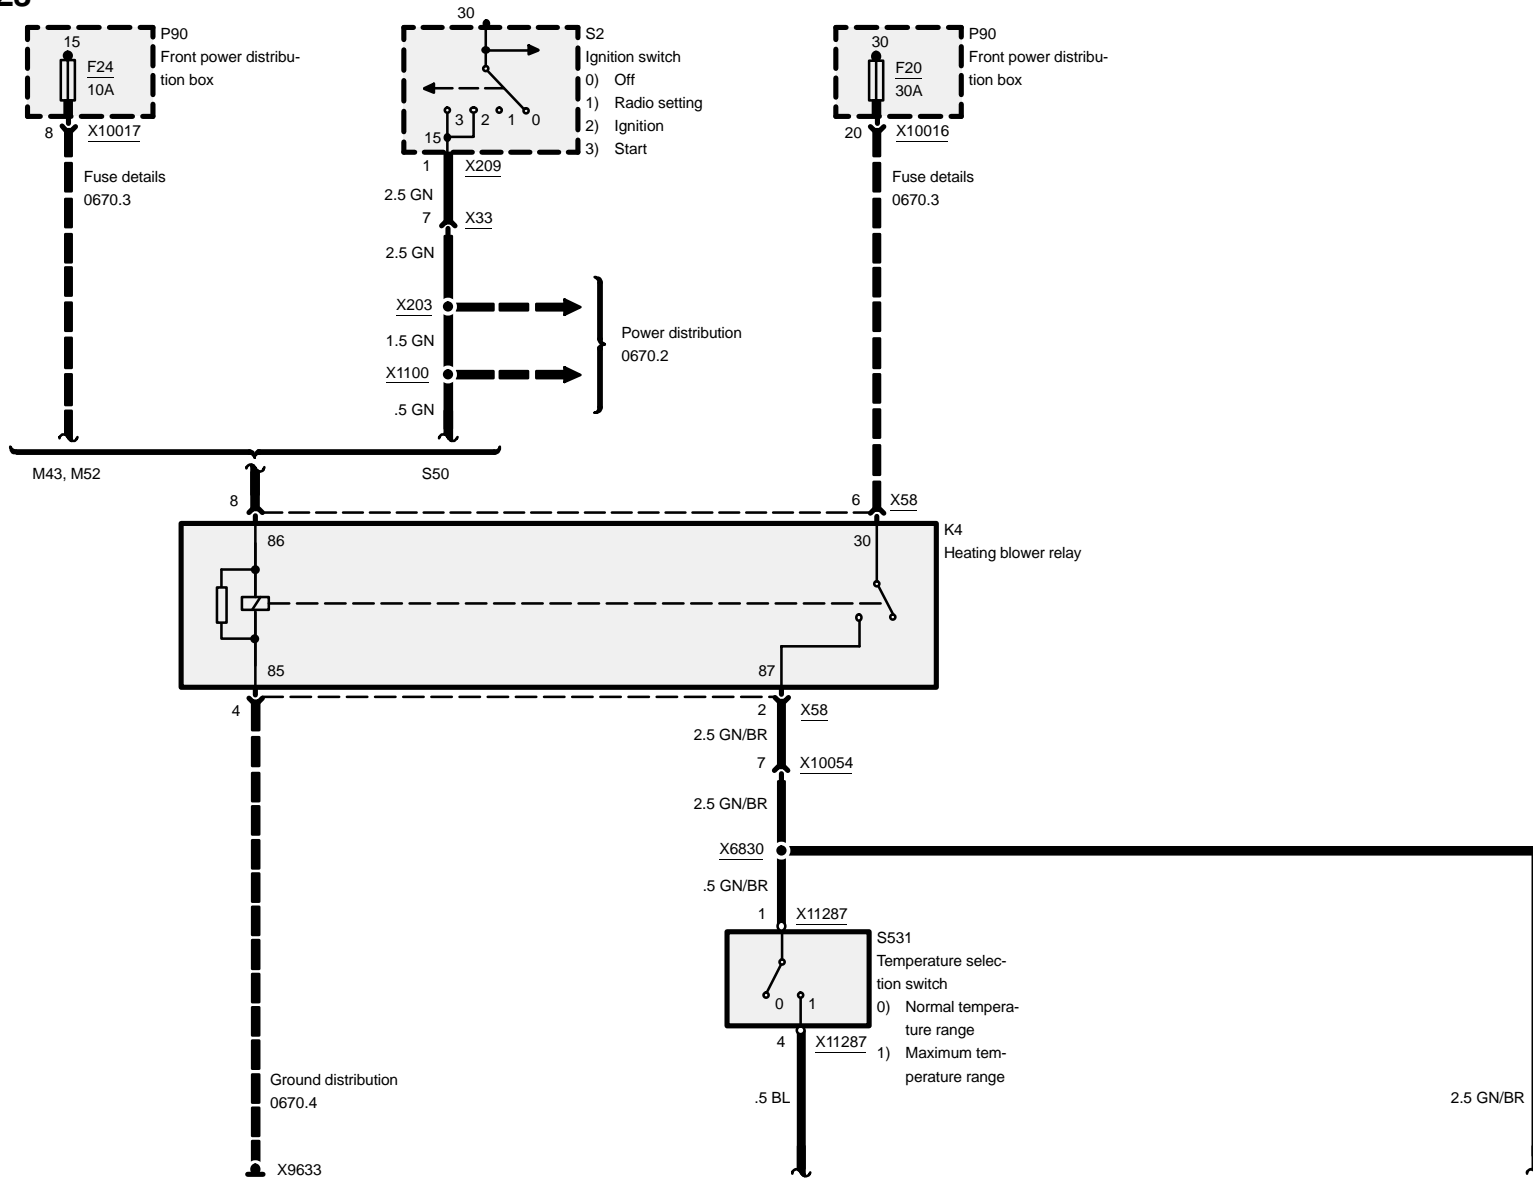 15
F24
10A
P90
Front power distribu-
tion box
8
X10017
Fuse details
0670.3
30
S2
Ignition switch
0) Off
1) Radio setting
2) Ignition
3) Start
3
2
1
0
15
1
X209
2.5 GN
7
X33
2.5 GN
X203
1.5 GN
X1100
.5 GN
Power distribution
0670.2
30
F20
30A
P90
Front power distribu-
tion box
20
X10016
Fuse details
0670.3
M43, M52
S50
8
6
X58
86
30
K4
Heating blower relay
85
87
4
2
X58
2.5 GN/BR
7
X10054
2.5 GN/BR
X6830
.5 GN/BR
1
X11287
S531
Temperature selec-
tion switch
0) Normal tempera-
ture range
1) Maximum tem-
perature range
0
1
4
X11287
.5 BL
2.5 GN/BR
Ground distribution
0670.4
X9633